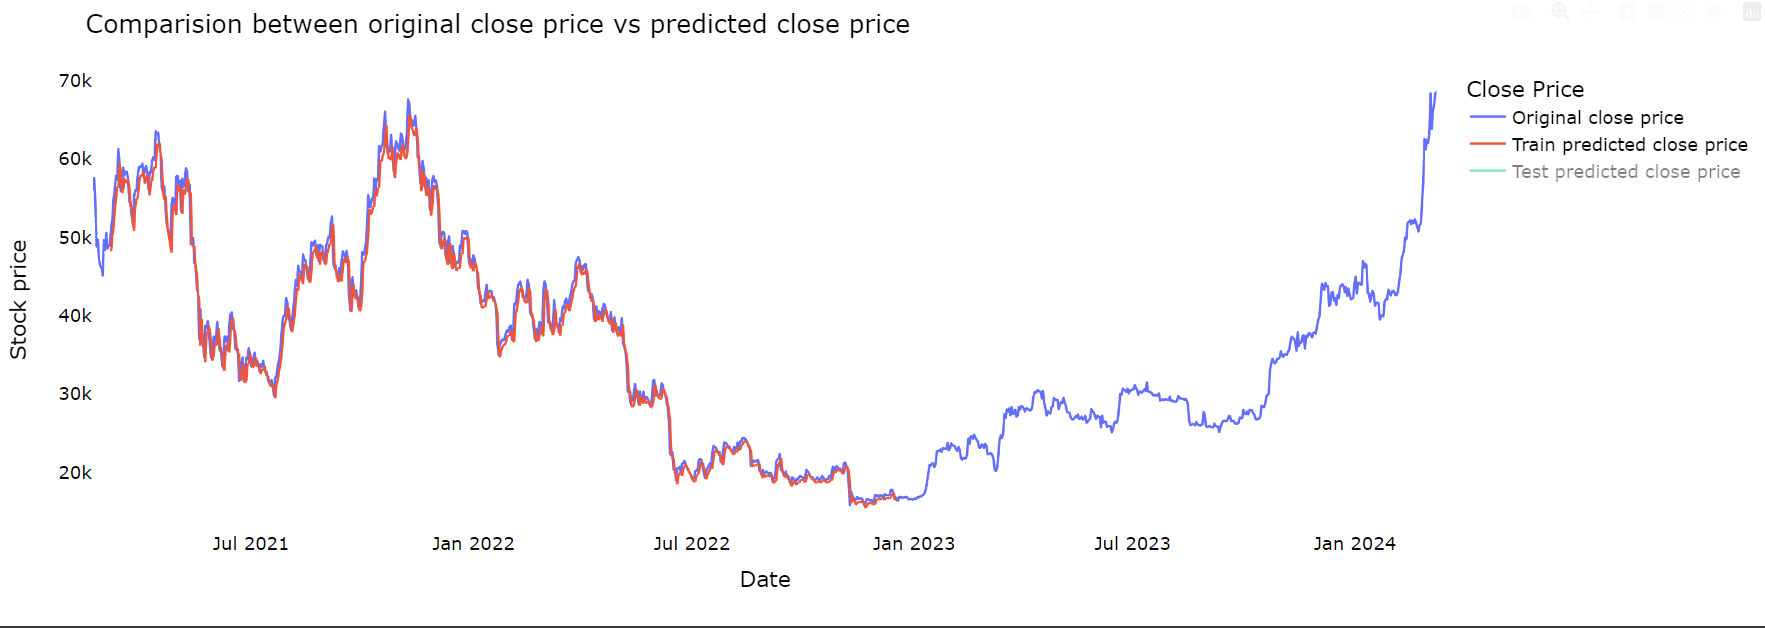 Comparision between original close price vs predicted close price
70k
60k
50k
40k
30k
20k
Stock price
Jul 2021
Jan 2022
Jul 2022
Jan 2023
Jul 2023
Jan 2024
Date
Close Price
Original close price
Train predicted close price
Test predicted close price